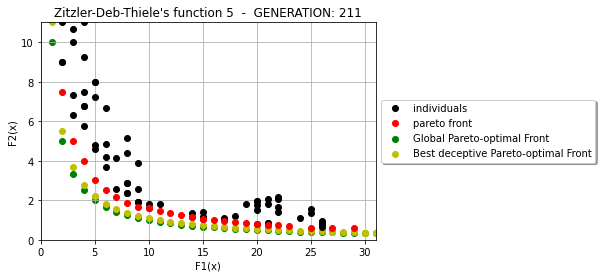 Zitzler-Deb-Thiele's function 5 - GENERATION: 211
F2(x)
10
8
6
4
2
0
0
5
10
15
20
25
30
F1(x)
individuals
pareto front
Global Pareto-optimal Front
Best deceptive Pareto-optimal Front